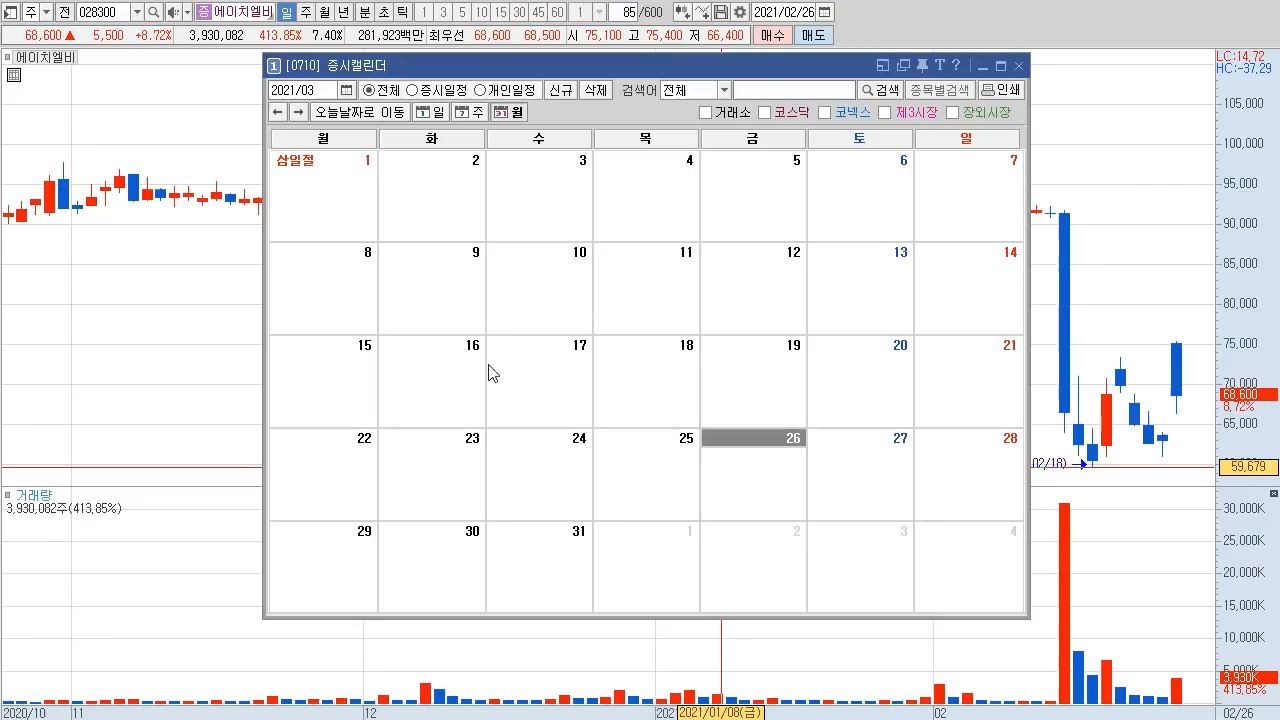 주 전 028300 증 에이치엘비 일 주 월 년 분 초 틱 1 3 5 10 15 30 45 60 1 85 /600 2021/02/26
68,600 ▲ 5,500 +8.72% 3,930,082 413.85% 7.40% 281,923백만 최우선 68,600 68,500 시 75,100 고 75,400 저 66,400 매수 매도
에이치엘비
LC:14.72
HC:-37.29
1 [0710] 증시캘린더 T ?
2021/03 전체 증시일정 개인일정 신규 삭제 검색어 전체 검색 종목별검색 인쇄
← → 오늘날짜로 이동 1 일 7 주 31 월 거래소 코스닥 코넥스 제3시장 장외시장
월 화 수 목 금 토 일
삼일절 1 2 3 4 5 6 7
8 9 10 11 12 13 14
15 16 17 18 19 20 21
22 23 24 25 26 27 28
29 30 31 1 2 3 4
105,000
100,000
95,000
90,000
85,000
80,000
75,000
70,000
68,600
8.72%
65,000
02/18)
59,679
거래량
3,930,082주(413.85%)
30,000K
25,000K
20,000K
15,000K
10,000K
5,000K
3,930K
413.85%
2020/10 11 12 202 2021/01/08(금) 02 02/26